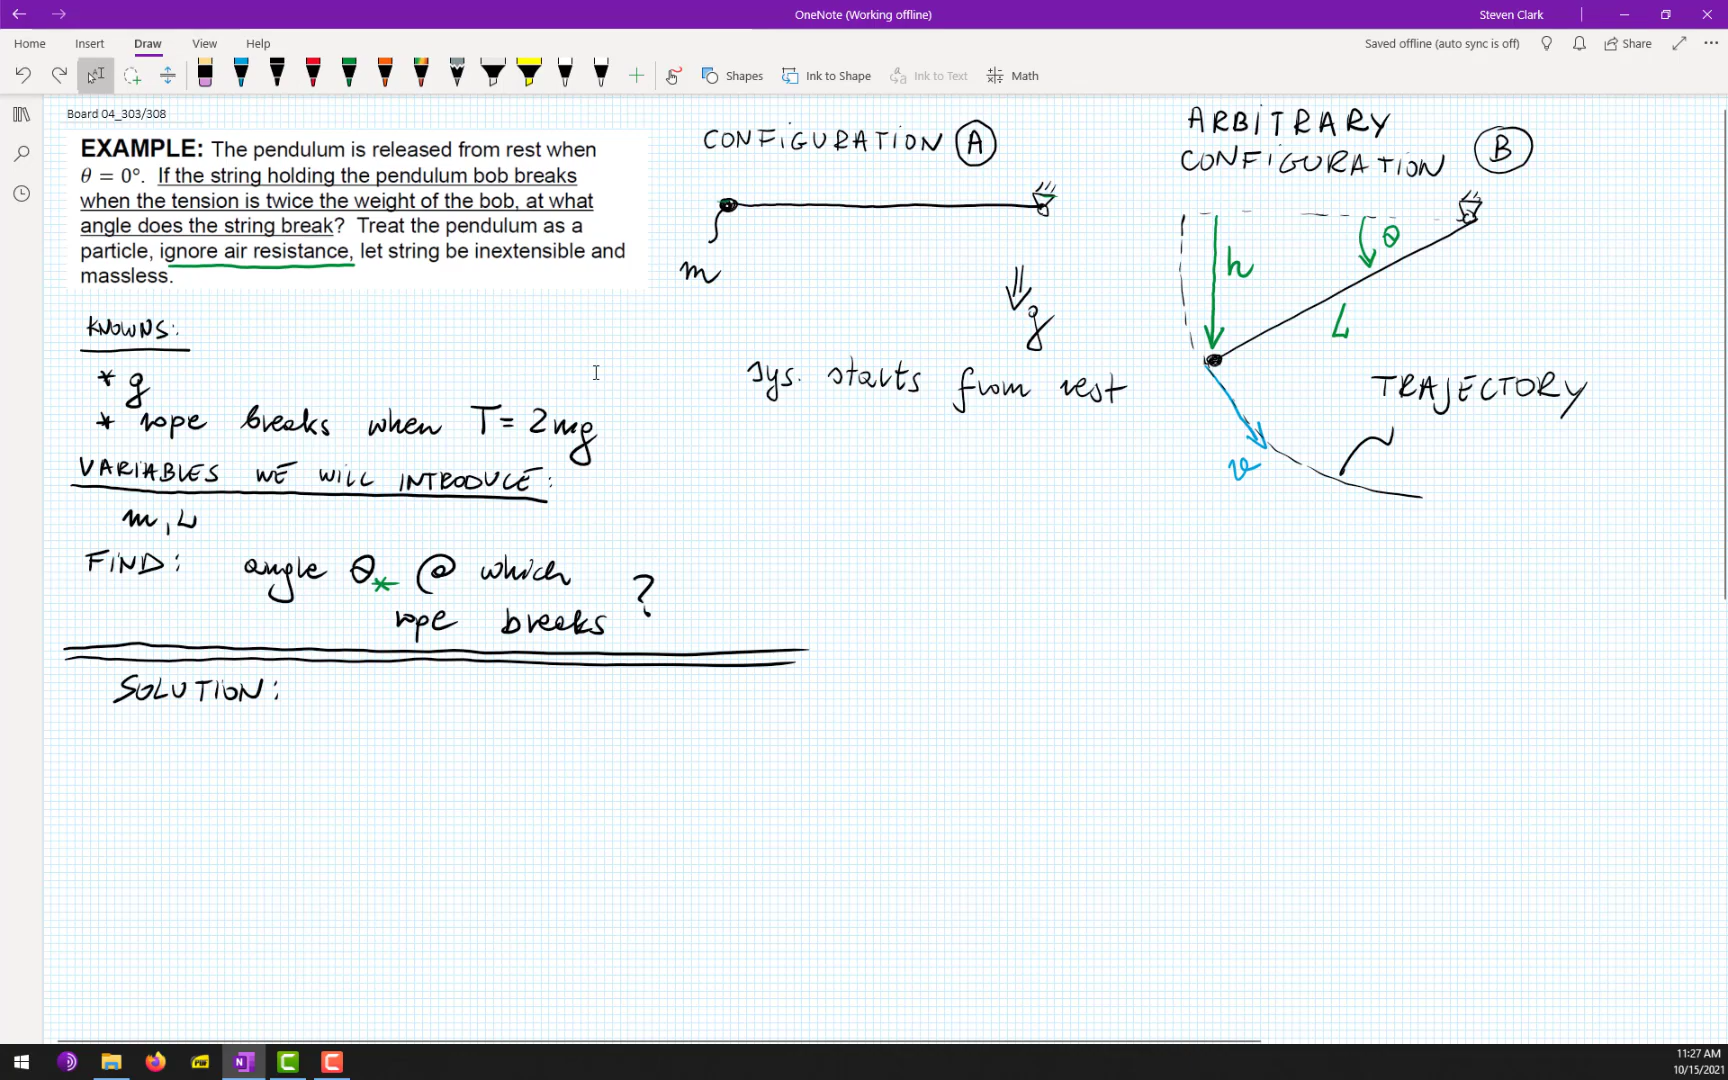 OneNote (Working offline)
Steven Clark
Home Insert Draw View Help
Saved offline (auto sync is off)
Share
Shapes
Ink to Shape
Ink to Text
Math
Board 04_303/308
EXAMPLE: The pendulum is released from rest when
θ = 0°. If the string holding the pendulum bob breaks
when the tension is twice the weight of the bob, at what
angle does the string break? Treat the pendulum as a
particle, ignore air resistance, let string be inextensible and
massless.
KNOWNS:
* g
* rope breaks when T = 2mg
VARIABLES WE WILL INTRODUCE:
m, L
FIND: angle θ* @ which
rope breaks ?
SOLUTION:
CONFIGURATION A
m
g
sys. starts from rest
ARBITRARY
CONFIGURATION B
θ
h
L
TRAJECTORY
v
11:27 AM
10/15/2021